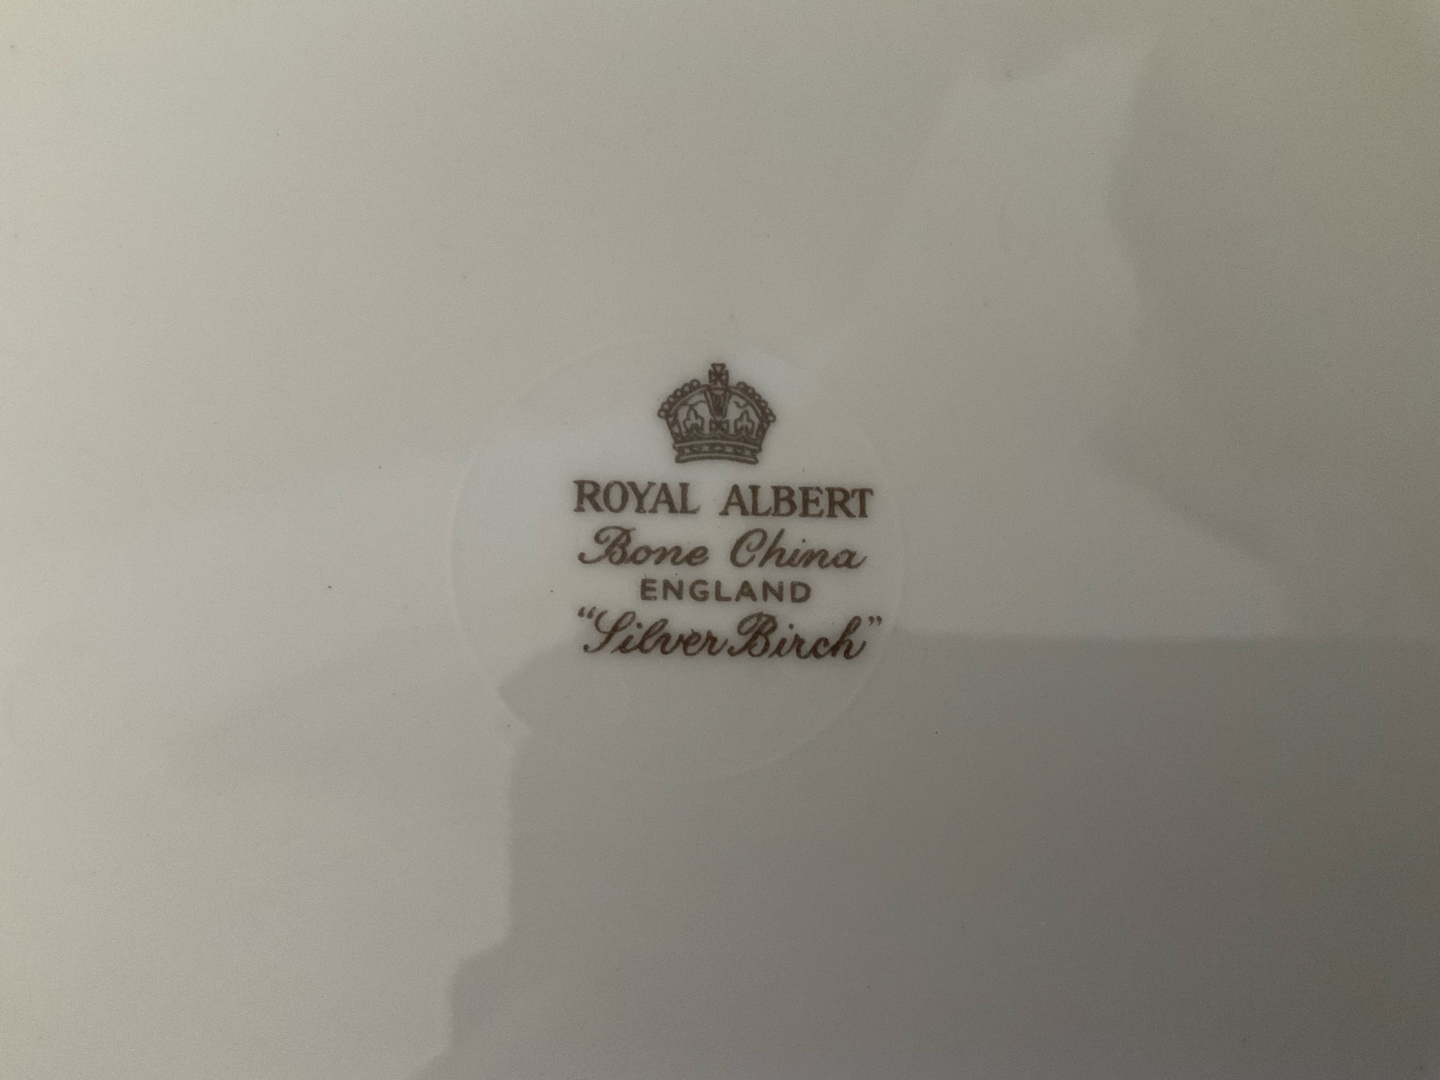 ROYAL ALBERT
Bone China
ENGLAND
“Silver Birch”